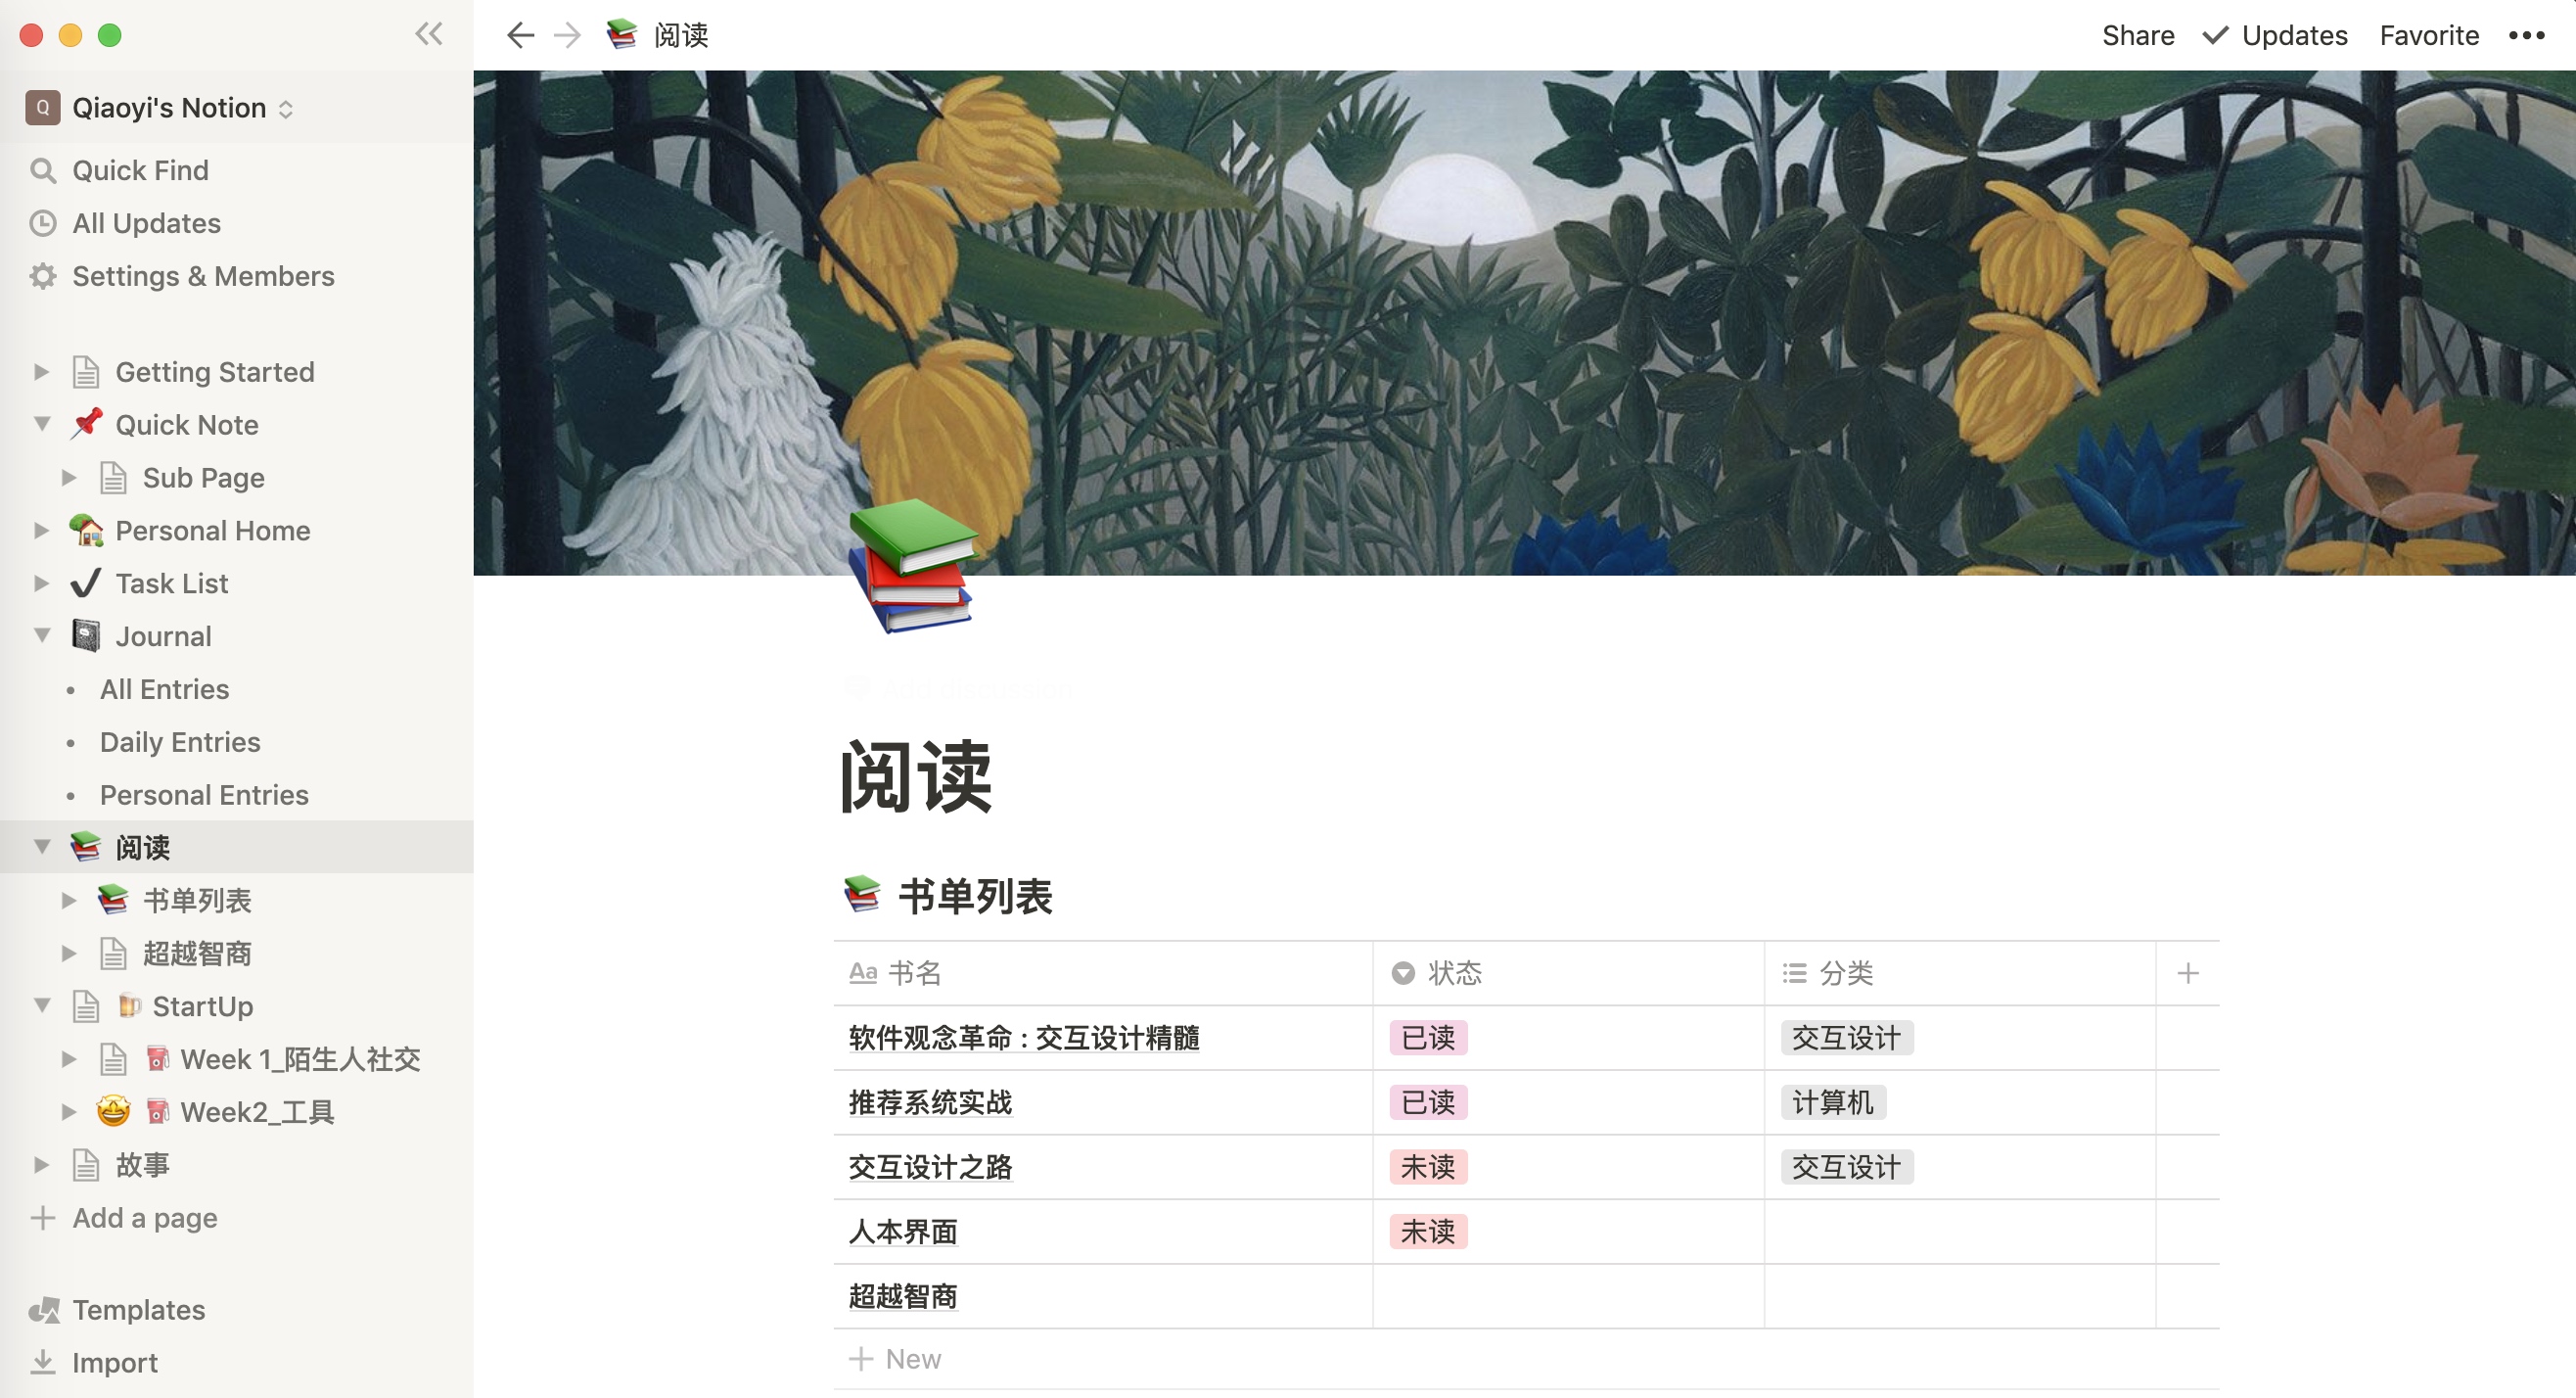 阅读
Share
Updates
Favorite
Q
Qiaoyi's Notion
Quick Find
All Updates
Settings & Members
Getting Started
Quick Note
Sub Page
Personal Home
Task List
Journal
All Entries
Daily Entries
Personal Entries
阅读
书单列表
超越智商
StartUp
Week 1_陌生人社交
Week2_工具
故事
Add a page
Templates
Import
Add discussion
阅读
书单列表
Aa 书名 状态 分类
软件观念革命 : 交互设计精髓 已读 交互设计
推荐系统实战 已读 计算机
交互设计之路 未读 交互设计
人本界面 未读
超越智商
New